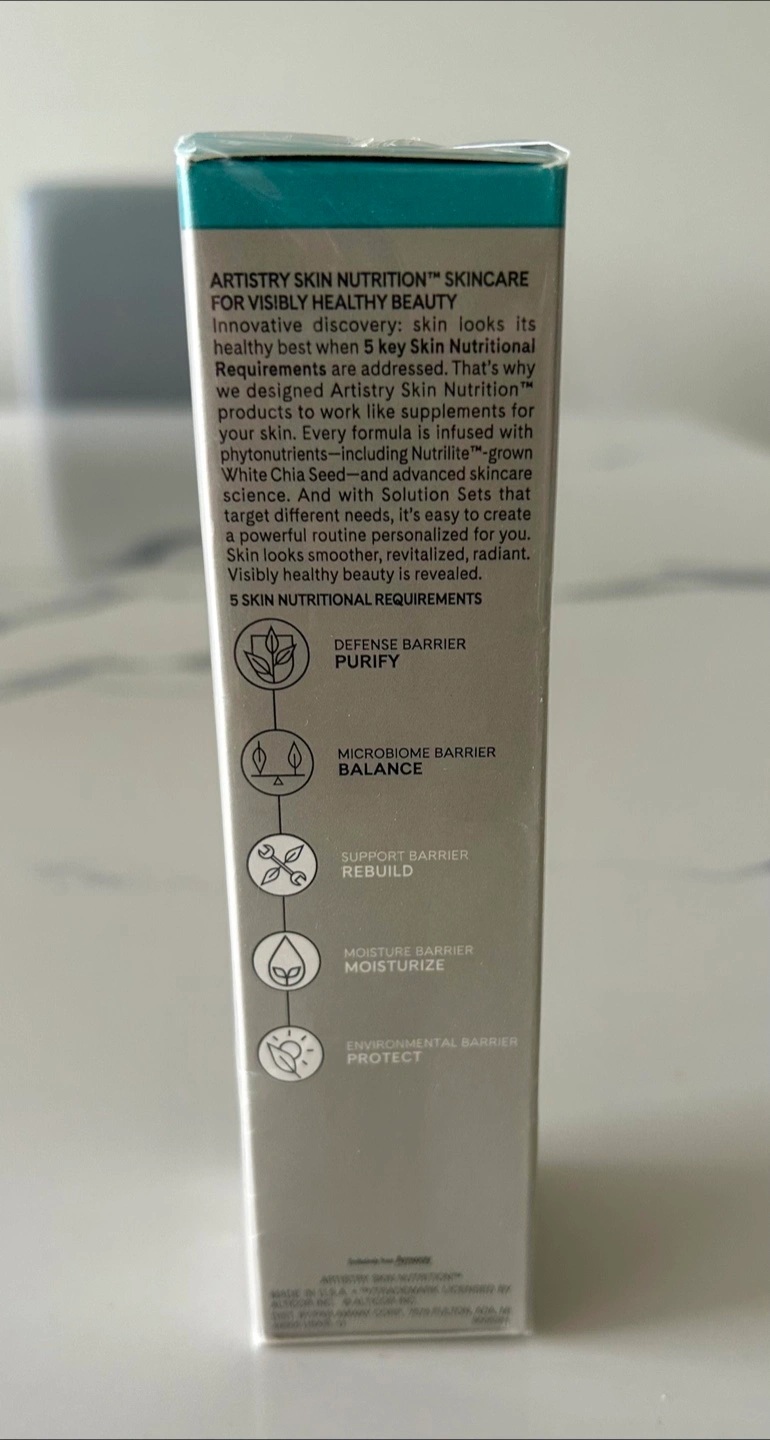 ARTISTRY SKIN NUTRITION™ SKINCARE
FOR VISIBLY HEALTHY BEAUTY
Innovative discovery: skin looks its
healthy best when 5 key Skin Nutritional
Requirements are addressed. That's why
we designed Artistry Skin Nutrition™
products to work like supplements for
your skin. Every formula is infused with
phytonutrients—including Nutrilite™-grown
White Chia Seed—and advanced skincare
science. And with Solution Sets that
target different needs, it's easy to create
a powerful routine personalized for you.
Skin looks smoother, revitalized, radiant.
Visibly healthy beauty is revealed.
5 SKIN NUTRITIONAL REQUIREMENTS
DEFENSE BARRIER
PURIFY
MICROBIOME BARRIER
BALANCE
SUPPORT BARRIER
REBUILD
MOISTURE BARRIER
MOISTURIZE
ENVIRONMENTAL BARRIER
PROTECT
ARTISTRY SKIN NUTRITION™
MADE IN U.S.A.